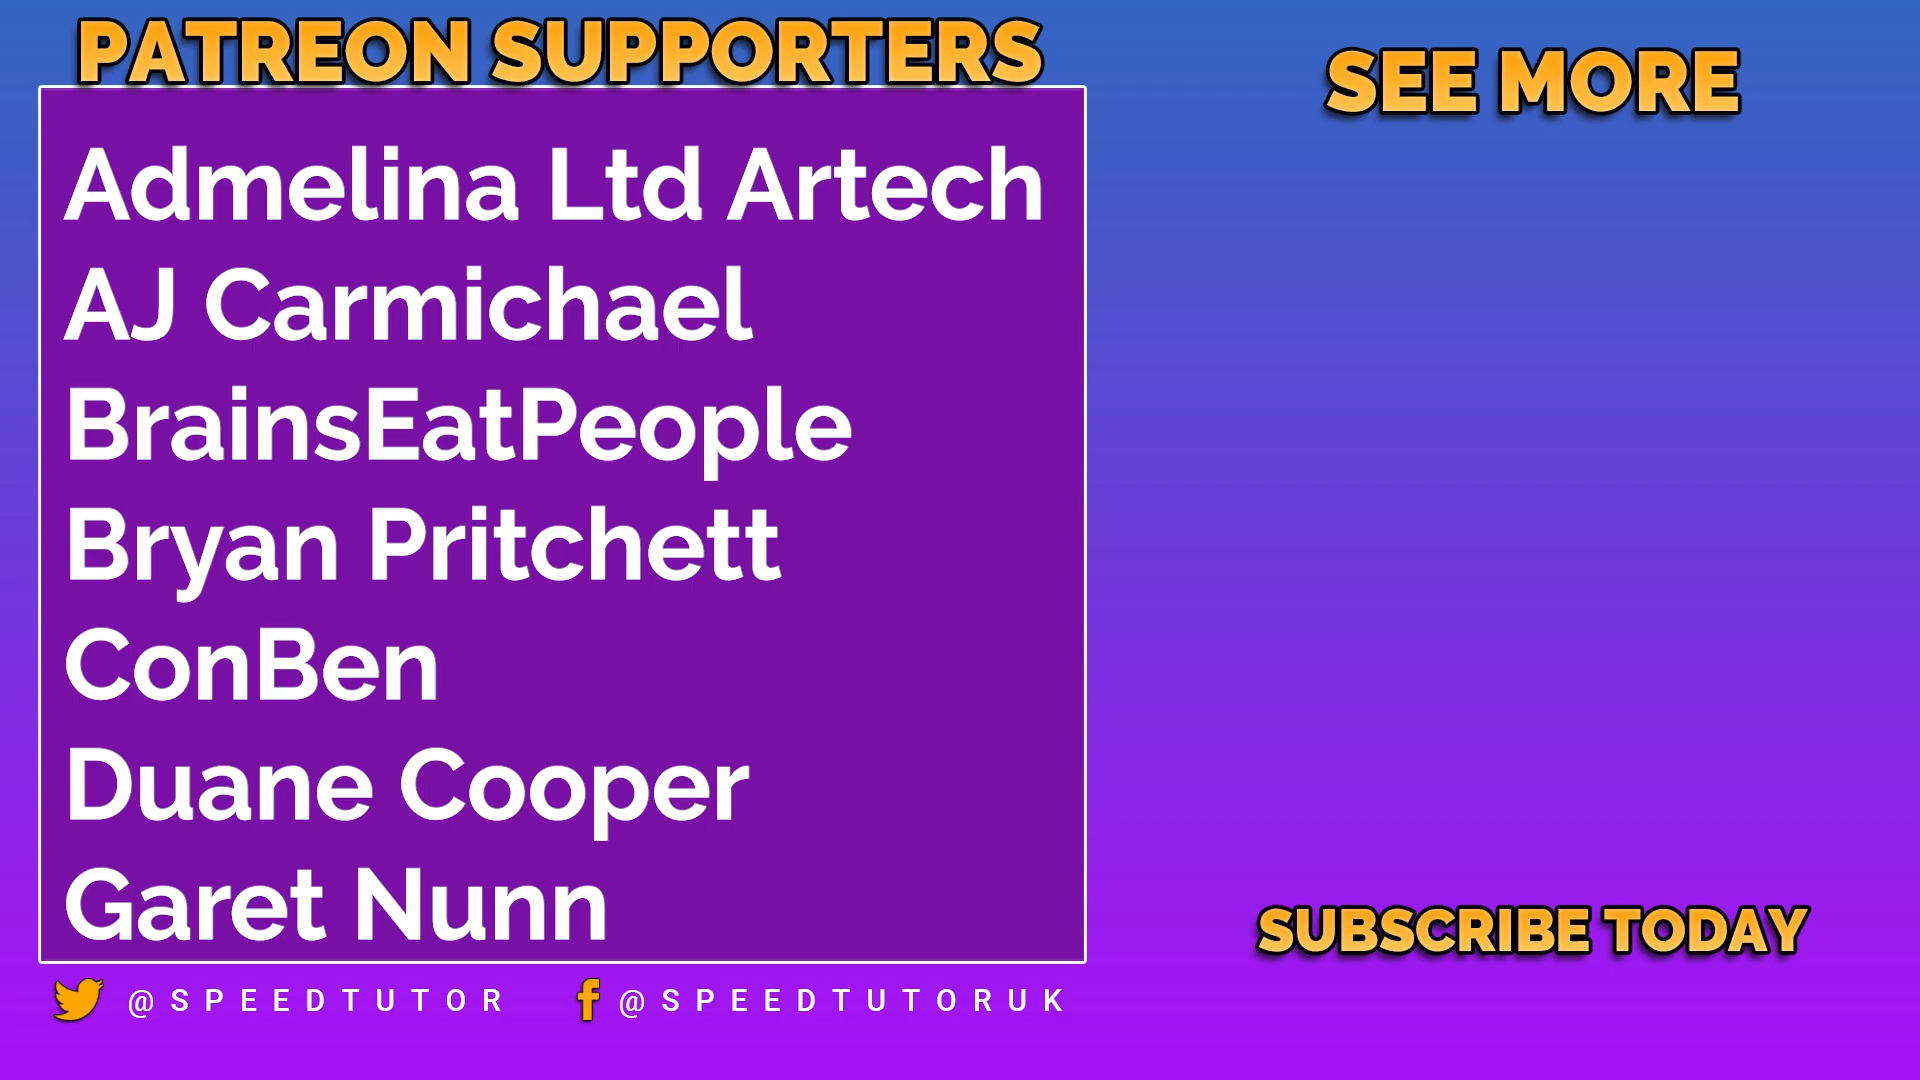 PATREON SUPPORTERS
SEE MORE
Admelina Ltd Artech
AJ Carmichael
BrainsEatPeople
Bryan Pritchett
ConBen
Duane Cooper
Garet Nunn
SUBSCRIBE TODAY
@SPEEDTUTOR
@SPEEDTUTORUK